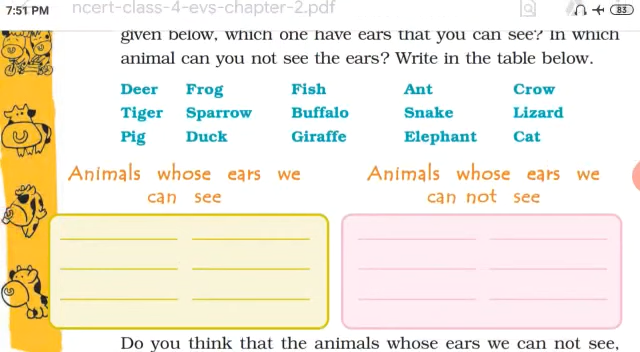 7:51 PM ncert-class-4-evs-chapter-2.pdf 83
given below, which one have ears that you can see? In which
animal can you not see the ears? Write in the table below.
Deer Frog Fish Ant Crow
Tiger Sparrow Buffalo Snake Lizard
Pig Duck Giraffe Elephant Cat
Animals whose ears we can see
Animals whose ears we can not see
Do you think that the animals whose ears we can not see,